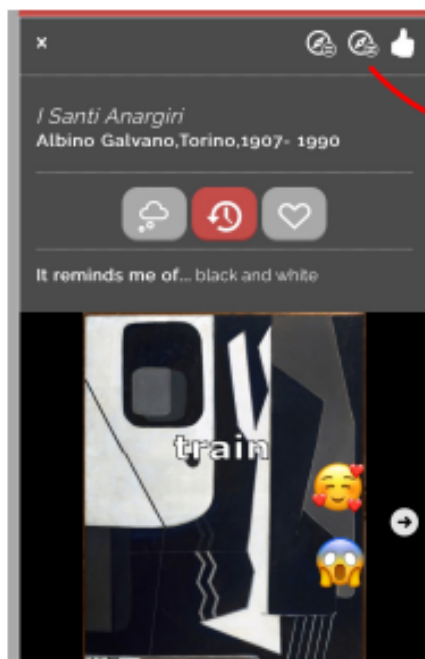 x
I Santi Anargiri
Albino Galvano,Torino,1907- 1990
It reminds me of... black and white
train